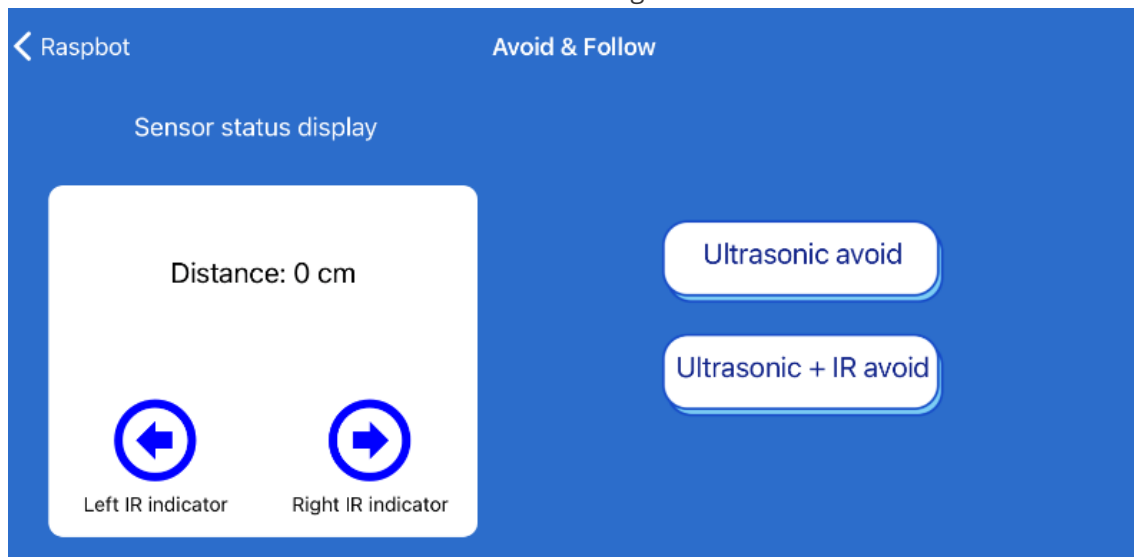 Raspbot
Avoid & Follow
Sensor status display
Distance: 0 cm
Left IR indicator
Right IR indicator
Ultrasonic avoid
Ultrasonic + IR avoid